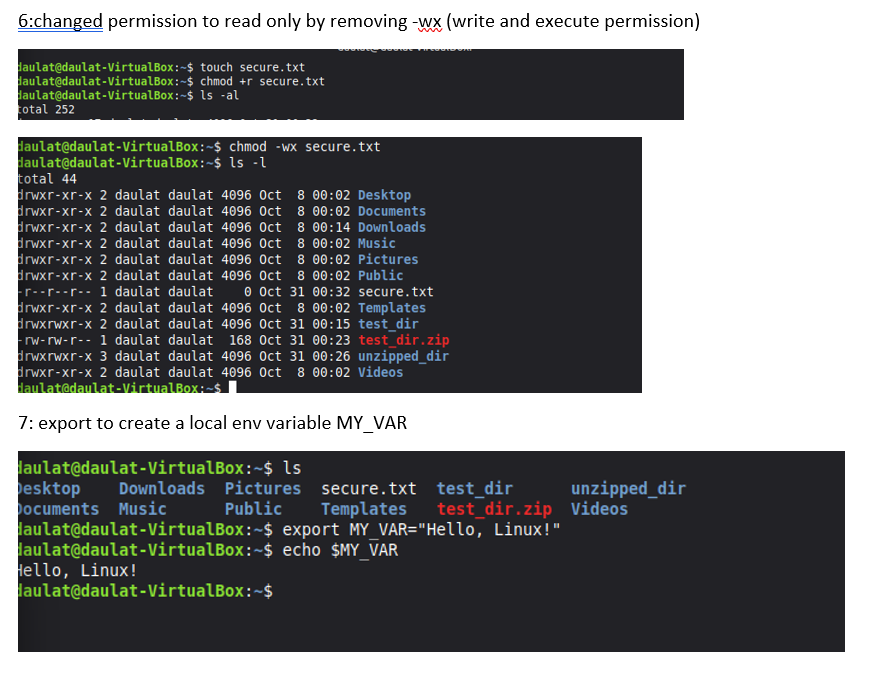 6:changed permission to read only by removing -wx (write and execute permission)
daulat@daulat-VirtualBox:~$ touch secure.txt
daulat@daulat-VirtualBox:~$ chmod +r secure.txt
daulat@daulat-VirtualBox:~$ ls -al
total 252
daulat@daulat-VirtualBox:~$ chmod -wx secure.txt
daulat@daulat-VirtualBox:~$ ls -l
total 44
drwxr-xr-x 2 daulat daulat 4096 Oct  8 00:02 Desktop
drwxr-xr-x 2 daulat daulat 4096 Oct  8 00:02 Documents
drwxr-xr-x 2 daulat daulat 4096 Oct  8 00:14 Downloads
drwxr-xr-x 2 daulat daulat 4096 Oct  8 00:02 Music
drwxr-xr-x 2 daulat daulat 4096 Oct  8 00:02 Pictures
drwxr-xr-x 2 daulat daulat 4096 Oct  8 00:02 Public
-r--r--r-- 1 daulat daulat    0 Oct 31 00:32 secure.txt
drwxr-xr-x 2 daulat daulat 4096 Oct  8 00:02 Templates
drwxrwxr-x 2 daulat daulat 4096 Oct 31 00:15 test_dir
-rw-rw-r-- 1 daulat daulat  168 Oct 31 00:23 test_dir.zip
drwxrwxr-x 3 daulat daulat 4096 Oct 31 00:26 unzipped_dir
drwxr-xr-x 2 daulat daulat 4096 Oct  8 00:02 Videos
daulat@daulat-VirtualBox:~$
7: export to create a local env variable MY_VAR
daulat@daulat-VirtualBox:~$ ls
Desktop    Downloads  Pictures  secure.txt  test_dir      unzipped_dir
Documents  Music      Public    Templates   test_dir.zip  Videos
daulat@daulat-VirtualBox:~$ export MY_VAR="Hello, Linux!"
daulat@daulat-VirtualBox:~$ echo $MY_VAR
Hello, Linux!
daulat@daulat-VirtualBox:~$